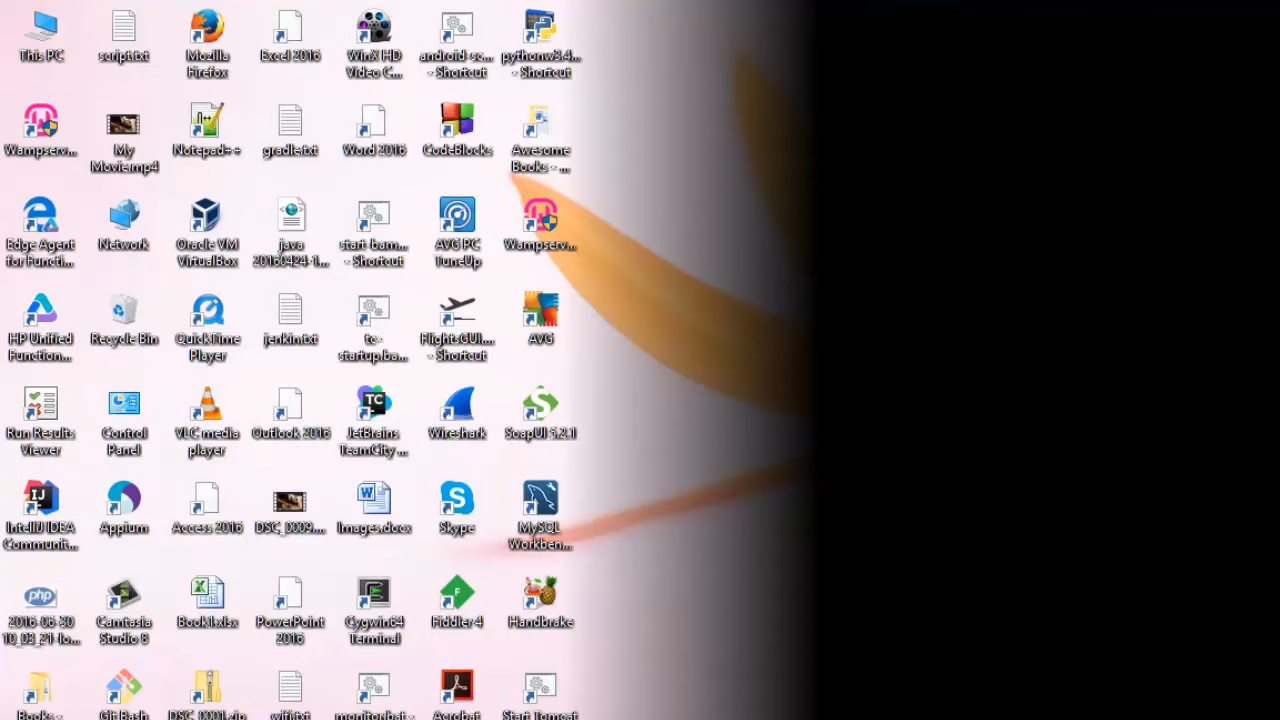 This PC
script.txt
Mozilla
Firefox
Excel 2016
WinX HD
Video C...
android-sc...
- Shortcut
pythonw3.4...
- Shortcut
Wampserv...
My
Movie.mp4
Notepad++
gradle.txt
Word 2016
CodeBlocks
Awesome
Books - ...
Edge Agent
for Functi...
Network
Oracle VM
VirtualBox
java
20160424-1...
start-bam...
- Shortcut
AVG PC
TuneUp
Wampserv...
HP Unified
Function...
Recycle Bin
QuickTime
Player
jenkin.txt
tc-
startup.ba...
FlightsGUI....
- Shortcut
AVG
Run Results
Viewer
Control
Panel
VLC media
player
Outlook 2016
JetBrains
TeamCity ...
Wireshark
SoapUI 5.2.1
IntelliJ IDEA
Communit...
Appium
Access 2016
DSC_0009....
Images.docx
Skype
MySQL
Workben...
2016-06-30
10_03_21-lo...
Camtasia
Studio 8
Book1.xlsx
PowerPoint
2016
Cygwin64
Terminal
Fiddler 4
Handbrake
Books -
Git Bash
DSC_0001.zip
wifi.txt
monitor.bat -
Acrobat
Start Tomcat